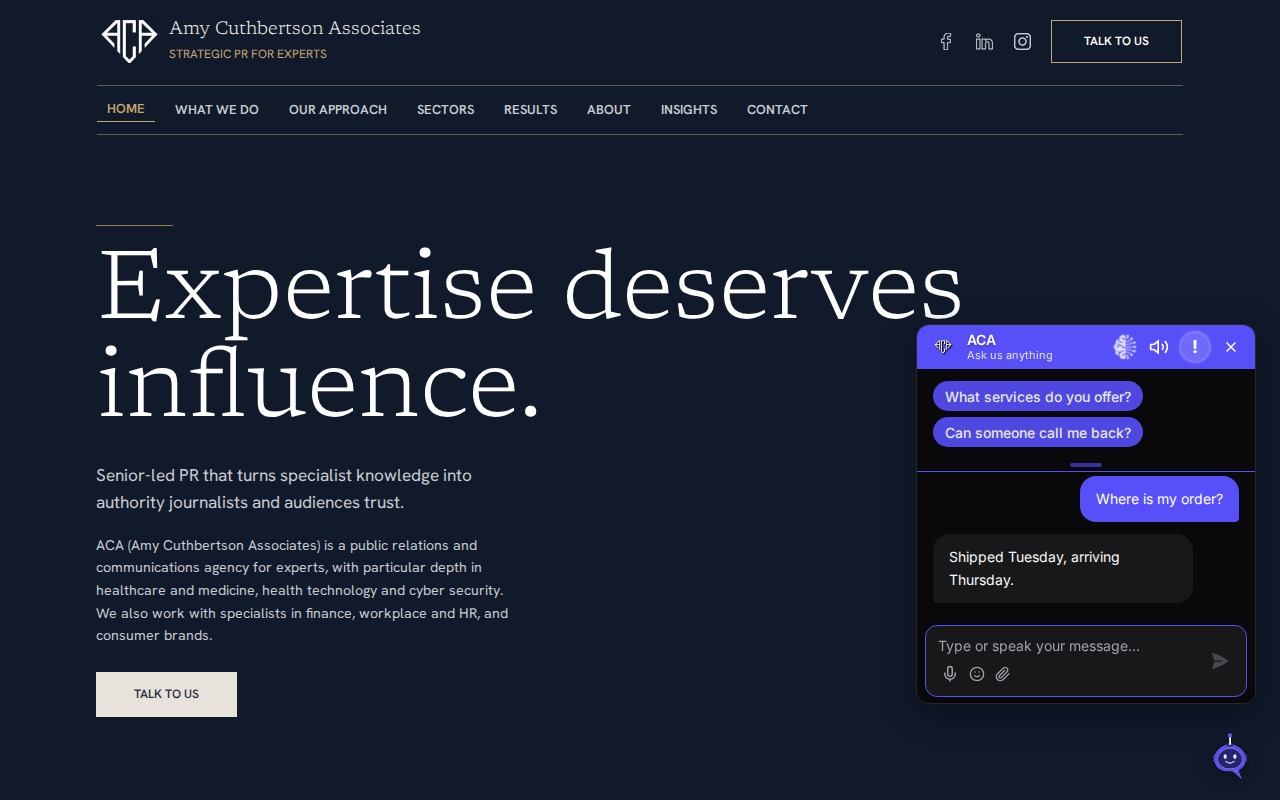 Amy Cuthbertson Associates
STRATEGIC PR FOR EXPERTS
TALK TO US
HOME
WHAT WE DO
OUR APPROACH
SECTORS
RESULTS
ABOUT
INSIGHTS
CONTACT
Expertise deserves
influence.
Senior-led PR that turns specialist knowledge into
authority journalists and audiences trust.
ACA (Amy Cuthbertson Associates) is a public relations and
communications agency for experts, with particular depth in
healthcare and medicine, health technology and cyber security.
We also work with specialists in finance, workplace and HR, and
consumer brands.
TALK TO US
ACA
Ask us anything
What services do you offer?
Can someone call me back?
Where is my order?
Shipped Tuesday, arriving
Thursday.
Type or speak your message...